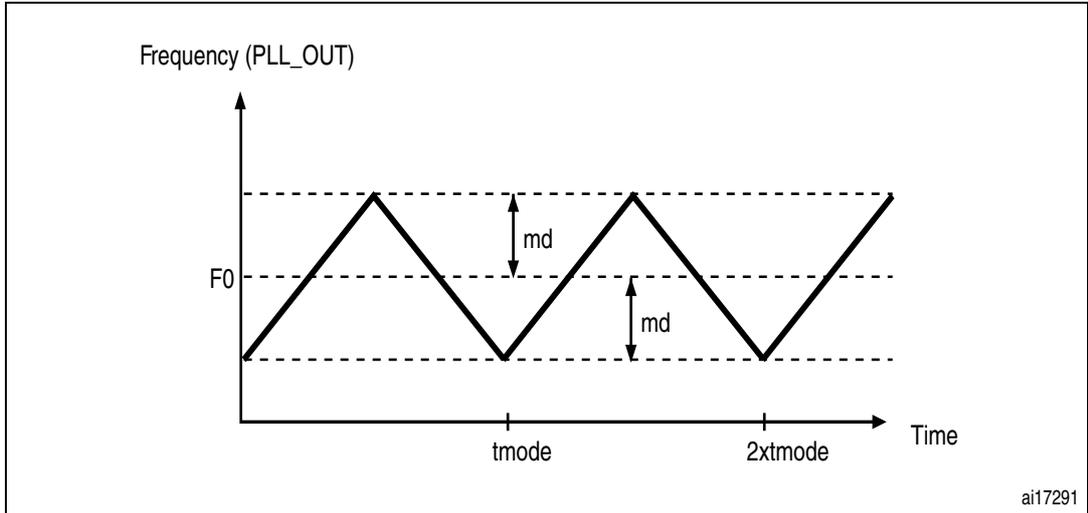 Frequency (PLL_OUT)
md
F0
md
tmode
2xtmode
Time
ai17291